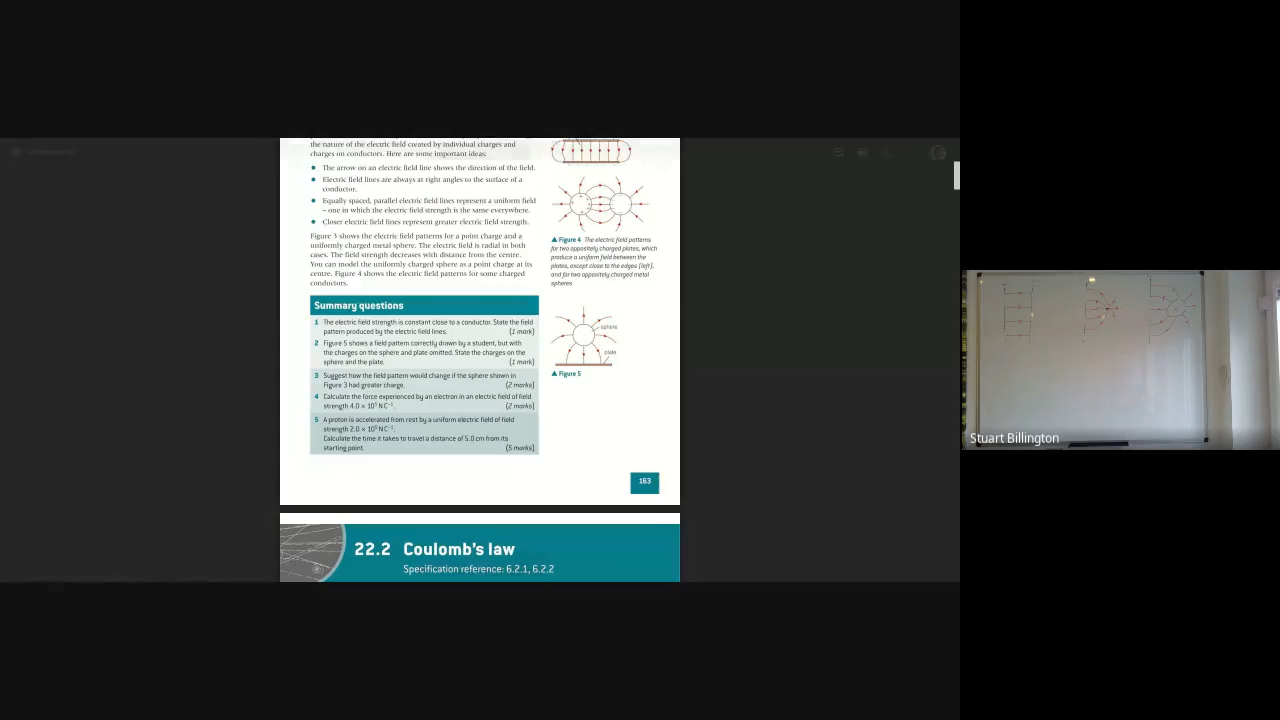 the nature of the electric field created by individual charges and
charges on conductors. Here are some important ideas:
The arrow on an electric field line shows the direction of the field.
Electric field lines are always at right angles to the surface of a
conductor.
Equally spaced, parallel electric field lines represent a uniform field
– one in which the electric field strength is the same everywhere.
Closer electric field lines represent greater electric field strength.
Figure 3 shows the electric field patterns for a point charge and a
uniformly charged metal sphere. The electric field is radial in both
cases. The field strength decreases with distance from the centre.
You can model the uniformly charged sphere as a point charge at its
centre. Figure 4 shows the electric field patterns for some charged
conductors.
▲ Figure 4 The electric field patterns
for two oppositely charged plates, which
produce a uniform field between the
plates, except close to the edges (left),
and for two oppositely charged metal
spheres
Summary questions
1 The electric field strength is constant close to a conductor. State the field
pattern produced by the electric field lines. (1 mark)
2 Figure 5 shows a field pattern correctly drawn by a student, but with
the charges on the sphere and plate omitted. State the charges on the
sphere and the plate. (1 mark)
3 Suggest how the field pattern would change if the sphere shown in
Figure 3 had greater charge. (2 marks)
4 Calculate the force experienced by an electron in an electric field of field
(2 marks)
5 A proton is accelerated from rest by a uniform electric field of field
Calculate the time it takes to travel a distance of 5.0 cm from its
starting point. (5 marks)
sphere
plate
▲ Figure 5
163
22.2 Coulomb's law
Specification reference: 6.2.1, 6.2.2
Stuart Billington